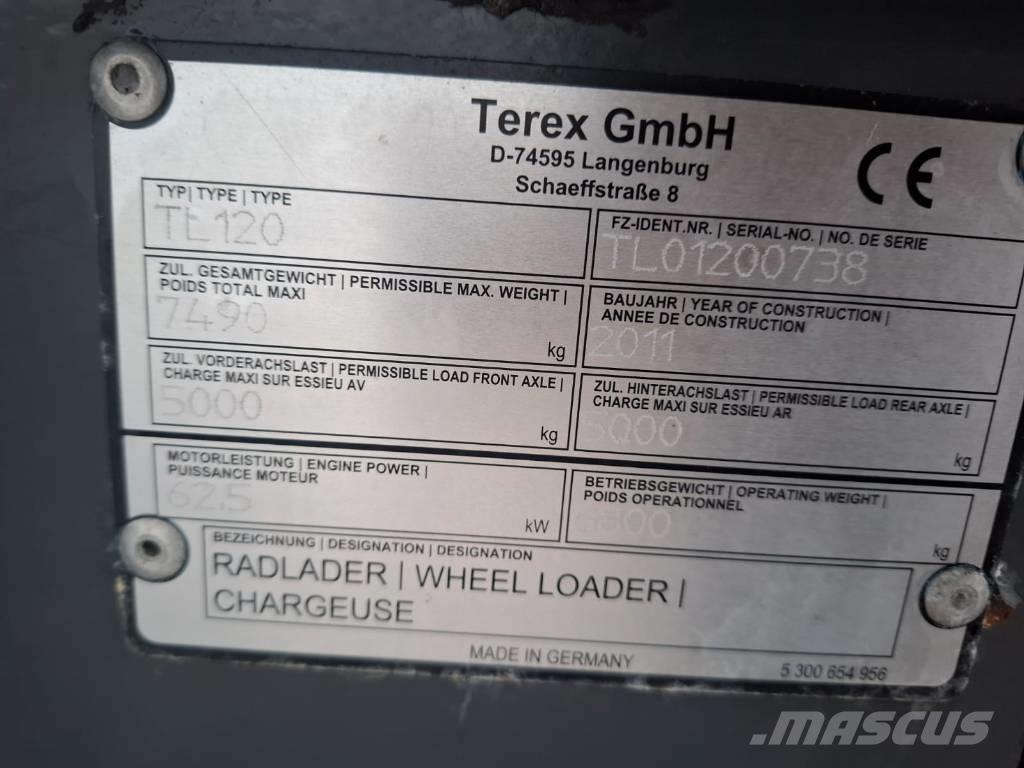 Terex GmbH
D-74595 Langenburg
Schaeffstraße 8
CE
TYP| TYPE | TYPE
TL120
FZ-IDENT.NR. | SERIAL-NO. | NO. DE SERIE
TL01200738
ZUL. GESAMTGEWICHT | PERMISSIBLE MAX. WEIGHT |
POIDS TOTAL MAXI
7490
kg
BAUJAHR | YEAR OF CONSTRUCTION |
ANNEE DE CONSTRUCTION
2011
ZUL. VORDERACHSLAST | PERMISSIBLE LOAD FRONT AXLE |
CHARGE MAXI SUR ESSIEU AV
5000
kg
ZUL. HINTERACHSLAST | PERMISSIBLE LOAD REAR AXLE |
CHARGE MAXI SUR ESSIEU AR
5000
kg
MOTORLEISTUNG | ENGINE POWER |
PUISSANCE MOTEUR
62.5
kW
BETRIEBSGEWICHT | OPERATING WEIGHT |
POIDS OPERATIONNEL
kg
BEZEICHNUNG | DESIGNATION | DESIGNATION
RADLADER | WHEEL LOADER |
CHARGEUSE
MADE IN GERMANY
5 300 654 956
MASCUS